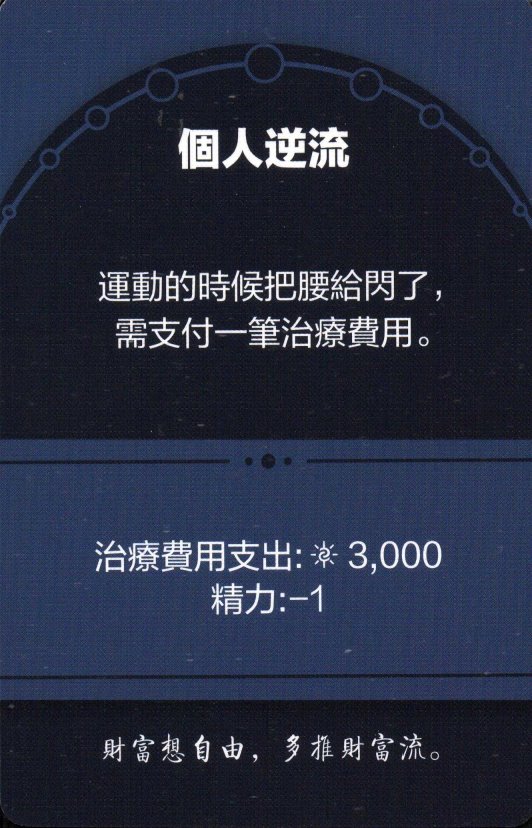 個人逆流
運動的時候把腰給閃了，
需支付一筆治療費用。
治療費用支出: 3,000
精力:−1
財富想自由，多推財富流。